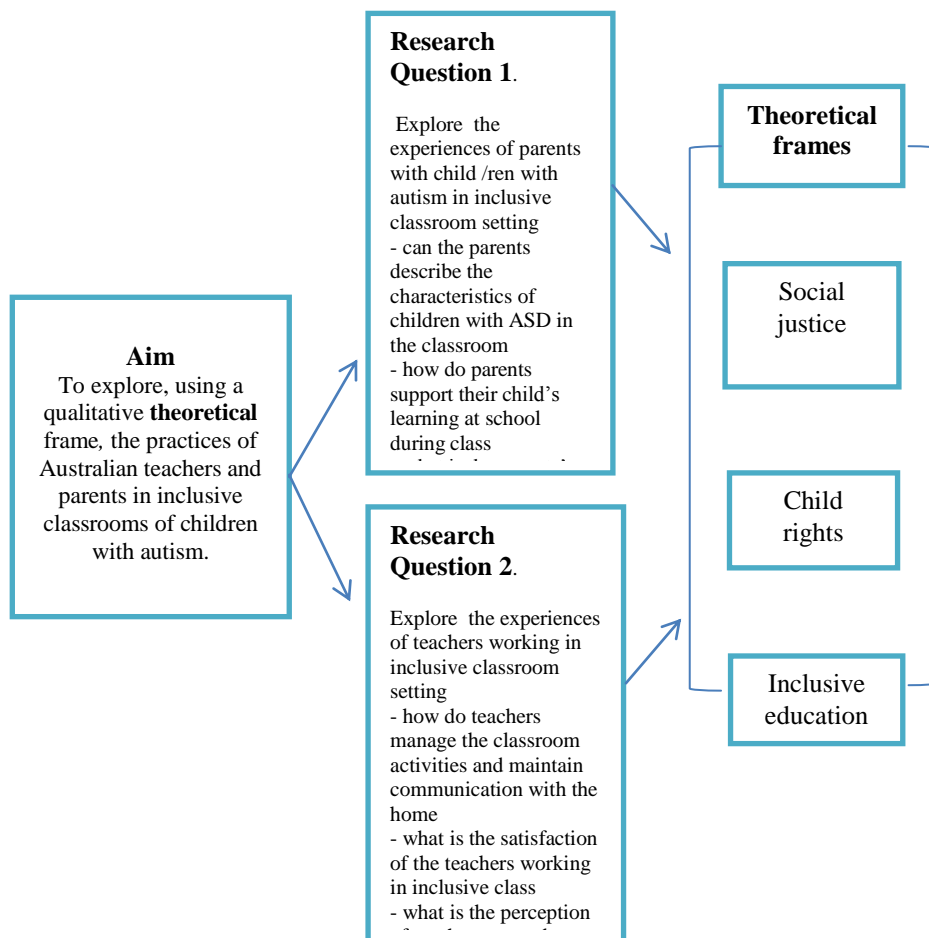 Aim
To explore, using a
qualitative theoretical
frame, the practices of
Australian teachers and
parents in inclusive
classrooms of children
with autism.
Research
Question 1.
Explore the
experiences of parents
with child /ren with
autism in inclusive
classroom setting
- can the parents
describe the
characteristics of
children with ASD in
the classroom
- how do parents
support their child’s
learning at school
during class
Research
Question 2.
Explore the experiences
of teachers working in
inclusive classroom
setting
- how do teachers
manage the classroom
activities and maintain
communication with the
home
- what is the satisfaction
of the teachers working
in inclusive class
- what is the perception
Theoretical
frames
Social
justice
Child
rights
Inclusive
education